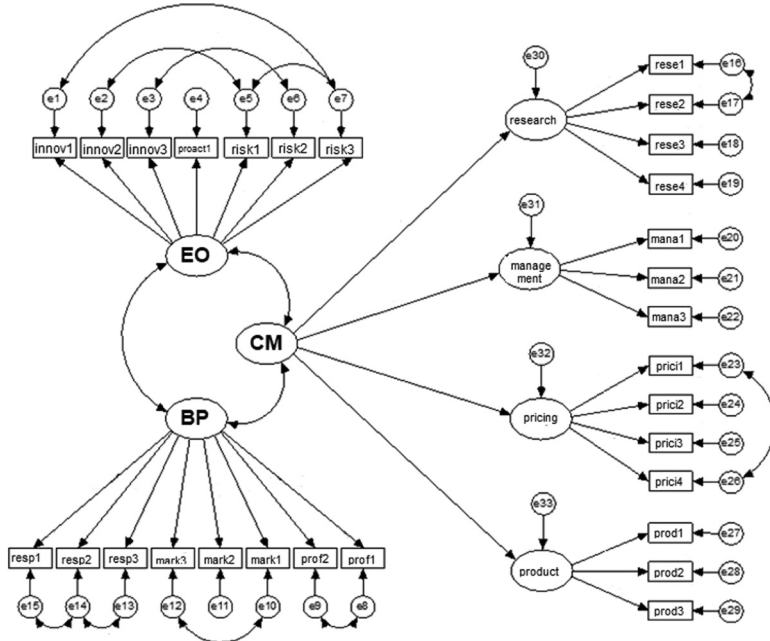 e1 e2 e3 e4 e5 e6 e7
innov1 innov2 innov3 proact1 risk1 risk2 risk3
EO
CM
BP
resp1 resp2 resp3 mark3 mark2 mark1 prof2 prof1
e15 e14 e13 e12 e11 e10 e9 e8
e30
research
rese1 e16
rese2 e17
rese3 e18
rese4 e19
e31
manage
ment
mana1 e20
mana2 e21
mana3 e22
e32
pricing
prici1 e23
prici2 e24
prici3 e25
prici4 e26
e33
product
prod1 e27
prod2 e28
prod3 e29